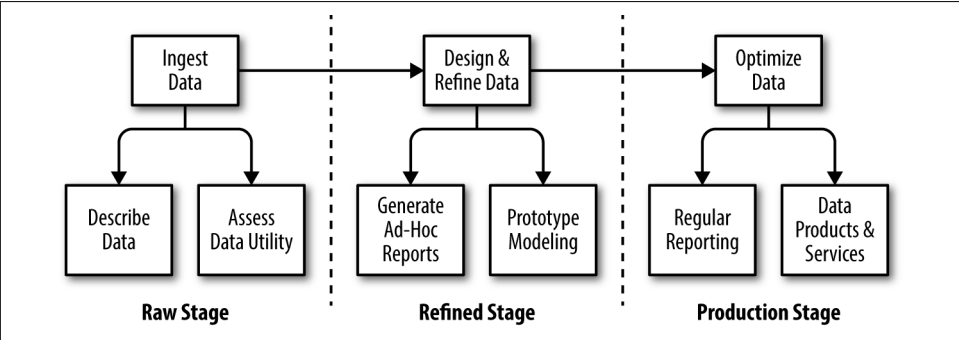 Ingest
Data
Design &
Refine Data
Optimize
Data
Describe
Data
Assess
Data Utility
Generate
Ad-Hoc
Reports
Prototype
Modeling
Regular
Reporting
Data
Products &
Services
Raw Stage
Refined Stage
Production Stage